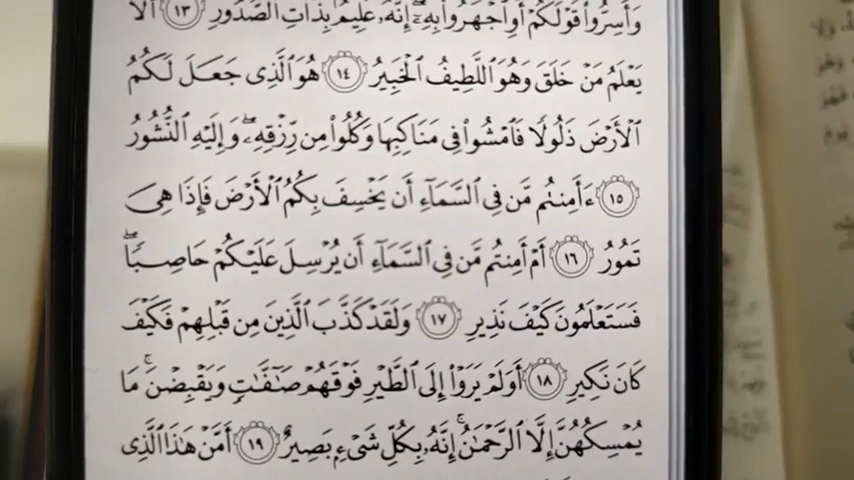 وَأَسِرُّوا۟ قَوْلَكُمْ أَوِ ٱجْهَرُوا۟ بِهِۦٓ ۖ إِنَّهُۥ عَلِيمٌۢ بِذَاتِ ٱلصُّدُورِ ١٣ أَلَا
يَعْلَمُ مَنْ خَلَقَ وَهُوَ ٱللَّطِيفُ ٱلْخَبِيرُ ١٤ هُوَ ٱلَّذِى جَعَلَ لَكُمُ
ٱلْأَرْضَ ذَلُولًا فَٱمْشُوا۟ فِى مَنَاكِبِهَا وَكُلُوا۟ مِن رِّزْقِهِۦ ۖ وَإِلَيْهِ ٱلنُّشُورُ
١٥ ءَأَمِنتُم مَّن فِى ٱلسَّمَآءِ أَن يَخْسِفَ بِكُمُ ٱلْأَرْضَ فَإِذَا هِىَ
تَمُورُ ١٦ أَمْ أَمِنتُم مَّن فِى ٱلسَّمَآءِ أَن يُرْسِلَ عَلَيْكُمْ حَاصِبًا ۖ
فَسَتَعْلَمُونَ كَيْفَ نَذِيرِ ١٧ وَلَقَدْ كَذَّبَ ٱلَّذِينَ مِن قَبْلِهِمْ فَكَيْفَ
كَانَ نَكِيرِ ١٨ أَوَلَمْ يَرَوْا۟ إِلَى ٱلطَّيْرِ فَوْقَهُمْ صَٰٓفَّٰتٍ وَيَقْبِضْنَ ۚ مَا
يُمْسِكُهُنَّ إِلَّا ٱلرَّحْمَٰنُ ۚ إِنَّهُۥ بِكُلِّ شَىْءٍۭ بَصِيرٌ ١٩ أَمَّنْ هَٰذَا ٱلَّذِى